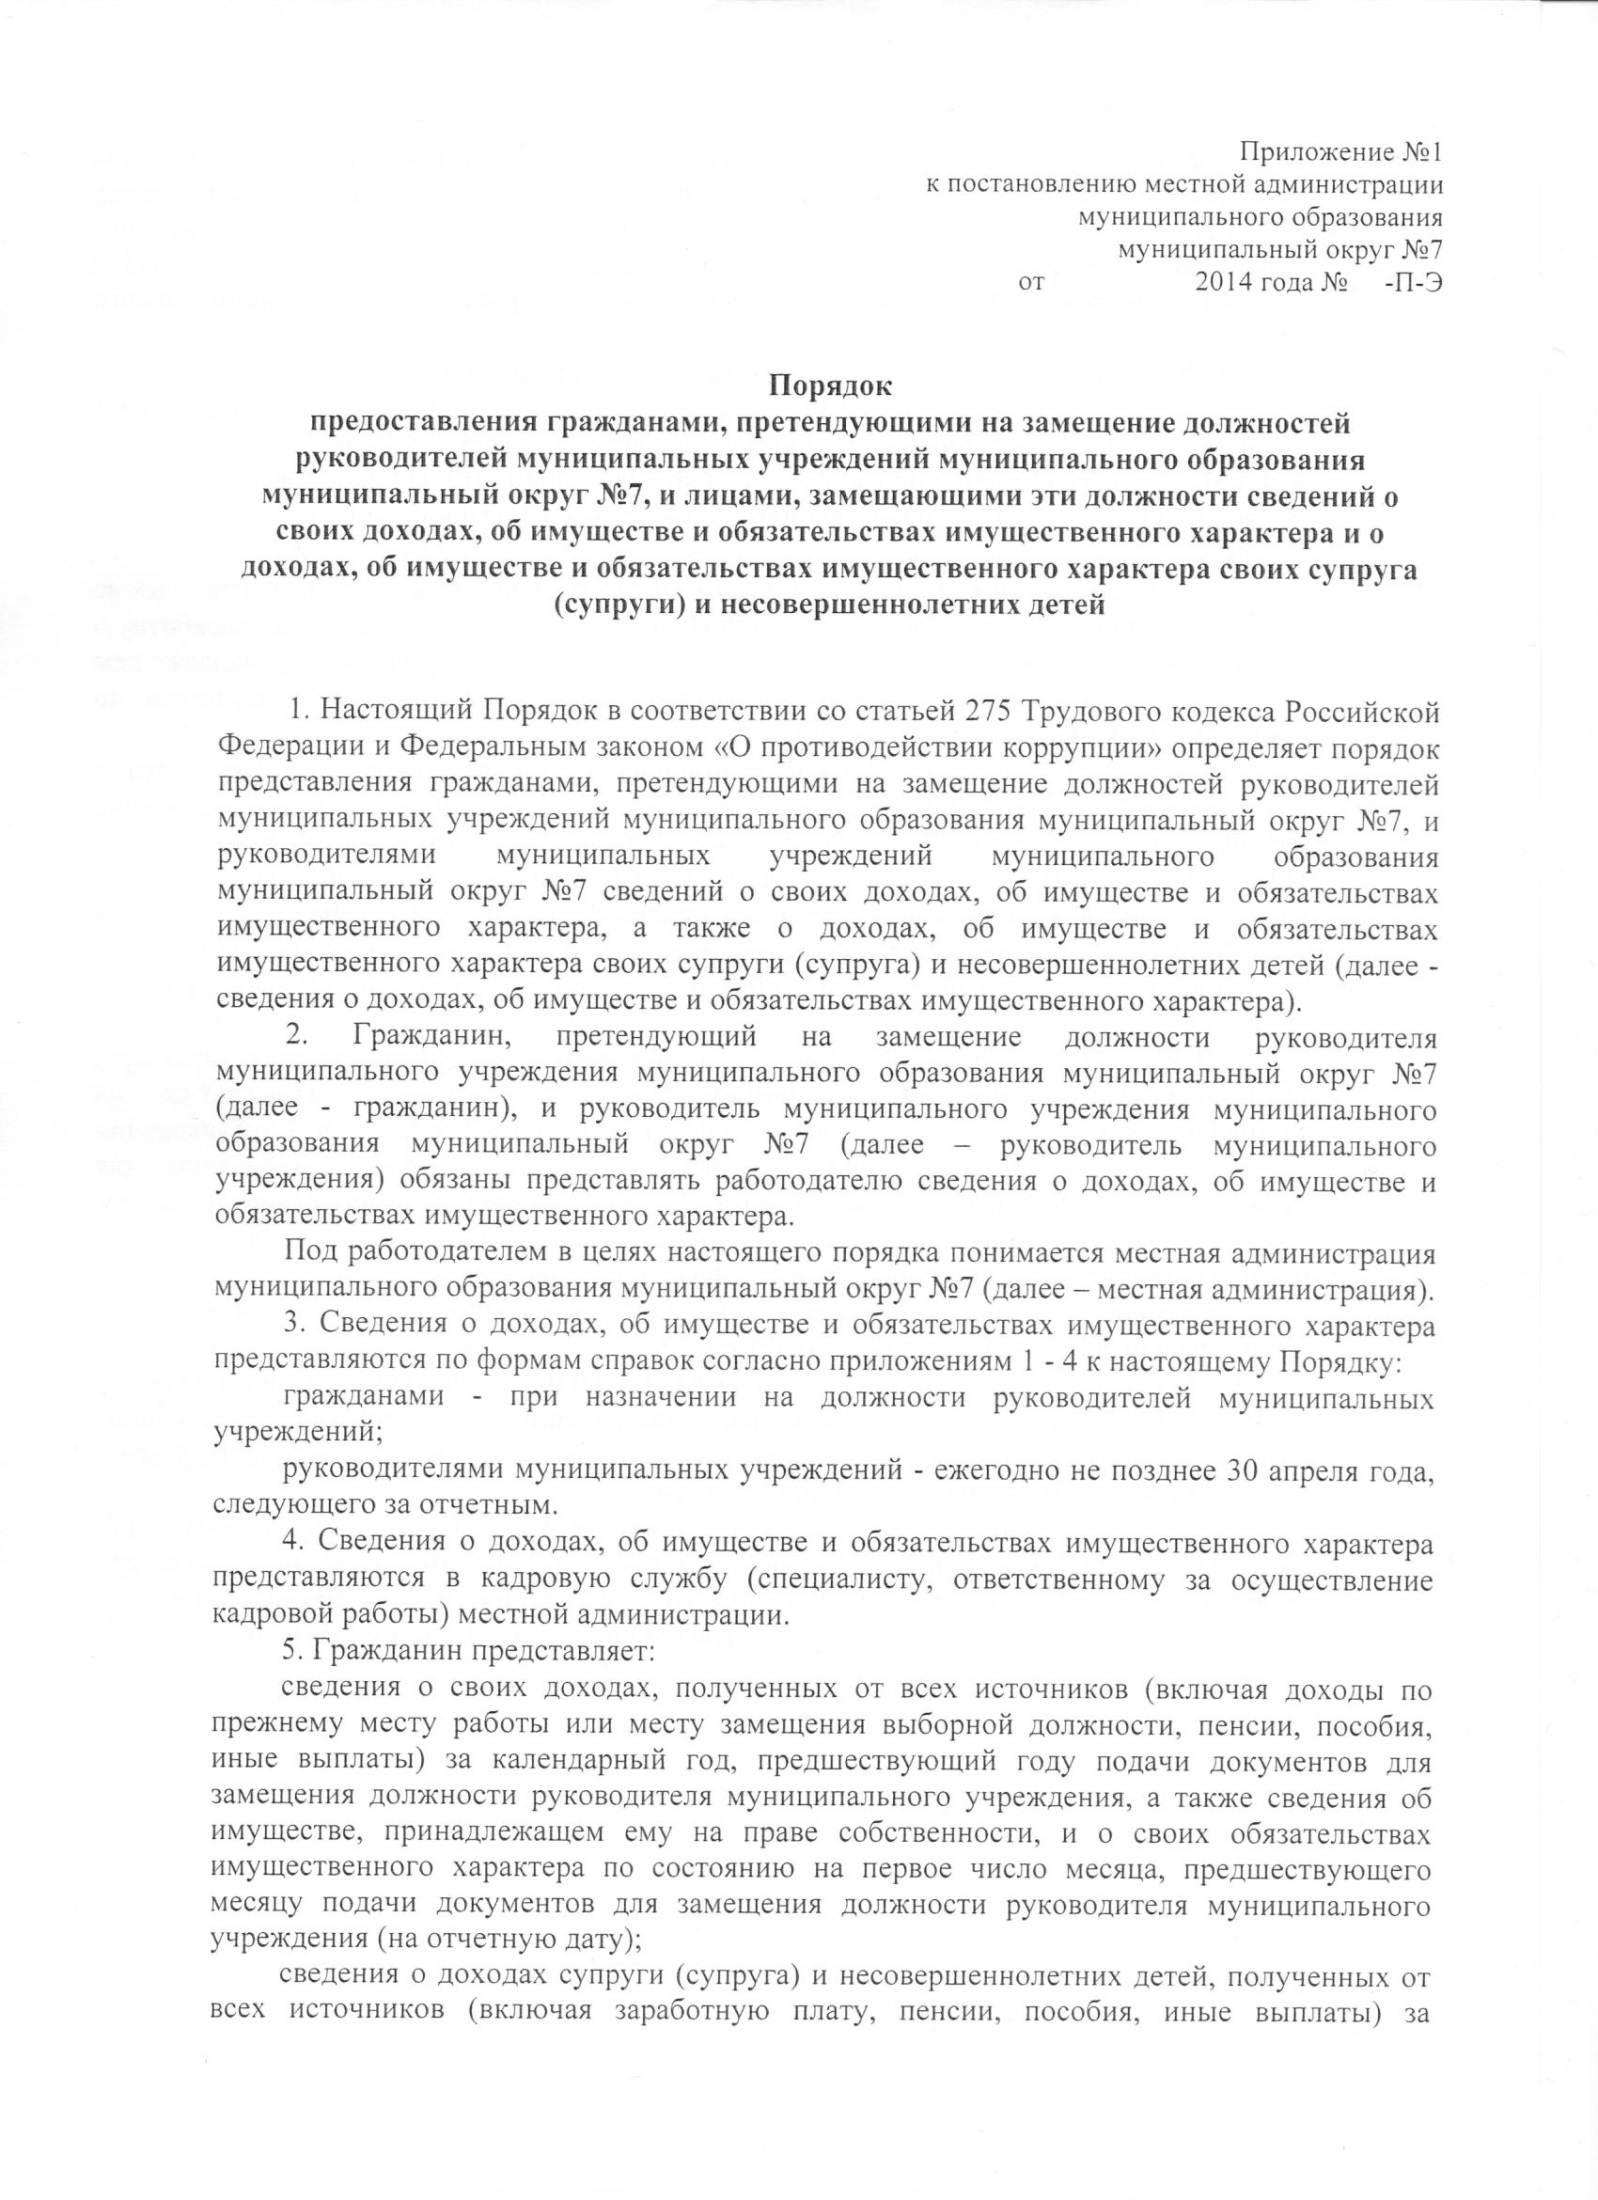 Приложение №1
к постановлению местной администрации
муниципального образования
муниципальный округ №7
от 2014 года № -П-Э
Порядок
предоставления гражданами, претендующими на замещение должностей
руководителей муниципальных учреждений муниципального образования
муниципальный округ №7, и лицами, замещающими эти должности сведений о
своих доходах, об имуществе и обязательствах имущественного характера и о
доходах, об имуществе и обязательствах имущественного характера своих супруга
(супруги) и несовершеннолетних детей
1. Настоящий Порядок в соответствии со статьей 275 Трудового кодекса Российской
Федерации и Федеральным законом «О противодействии коррупции» определяет порядок
представления гражданами, претендующими на замещение должностей руководителей
муниципальных учреждений муниципального образования муниципальный округ №7, и
руководителями муниципальных учреждений муниципального образования
муниципальный округ №7 сведений о своих доходах, об имуществе и обязательствах
имущественного характера, а также о доходах, об имуществе и обязательствах
имущественного характера своих супруги (супруга) и несовершеннолетних детей (далее -
сведения о доходах, об имуществе и обязательствах имущественного характера).
2. Гражданин, претендующий на замещение должности руководителя
муниципального учреждения муниципального образования муниципальный округ №7
(далее - гражданин), и руководитель муниципального учреждения муниципального
образования муниципальный округ №7 (далее – руководитель муниципального
учреждения) обязаны представлять работодателю сведения о доходах, об имуществе и
обязательствах имущественного характера.
Под работодателем в целях настоящего порядка понимается местная администрация
муниципального образования муниципальный округ №7 (далее – местная администрация).
3. Сведения о доходах, об имуществе и обязательствах имущественного характера
представляются по формам справок согласно приложениям 1 - 4 к настоящему Порядку:
гражданами - при назначении на должности руководителей муниципальных
учреждений;
руководителями муниципальных учреждений - ежегодно не позднее 30 апреля года,
следующего за отчетным.
4. Сведения о доходах, об имуществе и обязательствах имущественного характера
представляются в кадровую службу (специалисту, ответственному за осуществление
кадровой работы) местной администрации.
5. Гражданин представляет:
сведения о своих доходах, полученных от всех источников (включая доходы по
прежнему месту работы или месту замещения выборной должности, пенсии, пособия,
иные выплаты) за календарный год, предшествующий году подачи документов для
замещения должности руководителя муниципального учреждения, а также сведения об
имуществе, принадлежащем ему на праве собственности, и о своих обязательствах
имущественного характера по состоянию на первое число месяца, предшествующего
месяцу подачи документов для замещения должности руководителя муниципального
учреждения (на отчетную дату);
сведения о доходах супруги (супруга) и несовершеннолетних детей, полученных от
всех источников (включая заработную плату, пенсии, пособия, иные выплаты) за